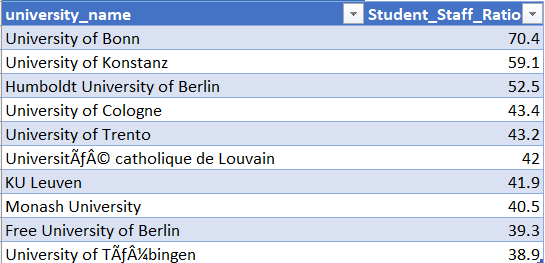 university_name Student_Staff_Ratio
University of Bonn 70.4
University of Konstanz 59.1
Humboldt University of Berlin 52.5
University of Cologne 43.4
University of Trento 43.2
UniversitÃƒÂ© catholique de Louvain 42
KU Leuven 41.9
Monash University 40.5
Free University of Berlin 39.3
University of TÃƒÂ¼bingen 38.9